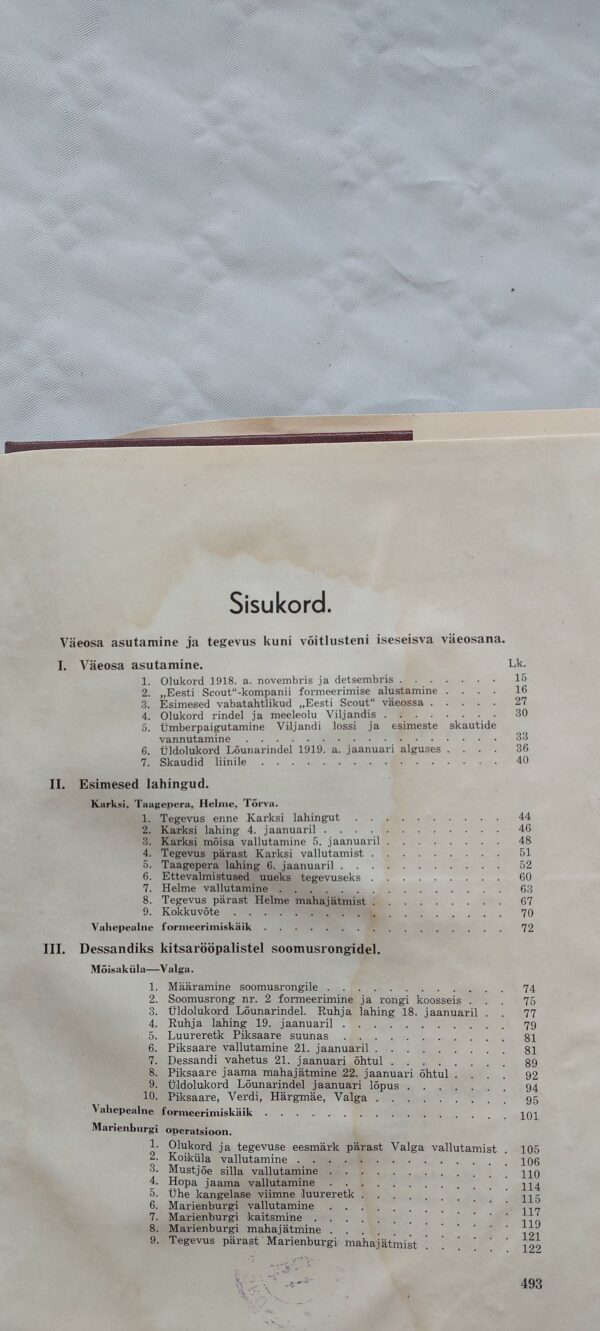 Sisukord.
Väeosa asutamine ja tegevus kuni võitlusteni iseseisva väeosana.
I. Väeosa asutamine. Lk.
1. Olukord 1918. a. novembris ja detsembris . . . . . . . 15
2. „Eesti Scout“-kompanii formeerimise alustamine . . . . 16
3. Esimesed vabatahtlikud „Eesti Scout“ väeossa . . . . . 27
4. Olukord rindel ja meeleolu Viljandis . . . . . . . . 30
5. Ümberpaigutamine Viljandi lossi ja esimeste skautide
vannutamine . . . . . . . . . . . . . . . 33
6. Üldolukord Lõunarindel 1919. a. jaanuari alguses . . . . 36
7. Skaudid liinile . . . . . . . . . . . . . . 40
II. Esimesed lahingud.
Karksi, Taagepera, Helme, Tõrva.
1. Tegevus enne Karksi lahingut . . . . . . . . . 44
2. Karksi lahing 4. jaanuaril . . . . . . . . . . 46
3. Karksi mõisa vallutamine 5. jaanuaril . . . . . . . 48
4. Tegevus pärast Karksi vallutamist . . . . . . . . 51
5. Taagepera lahing 6. jaanuaril . . . . . . . . . 52
6. Ettevalmistused uueks tegevuseks . . . . . . . . 60
7. Helme vallutamine . . . . . . . . . . . . . 63
8. Tegevus pärast Helme mahajätmist . . . . . . . . 67
9. Kokkuvõte . . . . . . . . . . . . . . . 70
Vahepealne formeerimiskäik . . . . . . . . . . . . . 72
III. Dessandiks kitsarööpalistel soomusrongidel.
Mõisaküla—Valga.
1. Määramine soomusrongile . . . . . . . . . . . 74
2. Soomusrong nr. 2 formeerimine ja rongi koosseis . . . 75
3. Üldolukord Lõunarindel. Ruhja lahing 18. jaanuaril . . 77
4. Ruhja lahing 19. jaanuaril . . . . . . . . . . 79
5. Luureretk Piksaare suunas . . . . . . . . . . 81
6. Piksaare vallutamine 21. jaanuaril . . . . . . . . 81
7. Dessandi vahetus 21. jaanuari õhtul . . . . . . . 89
8. Piksaare jaama mahajätmine 22. jaanuari õhtul . . . . 92
9. Üldolukord Lõunarindel jaanuari lõpus . . . . . . 94
10. Piksaare, Verdi, Härgmäe, Valga . . . . . . . . 95
Vahepealne formeerimiskäik . . . . . . . . . . . . . 101
Marienburgi operatsioon.
1. Olukord ja tegevuse eesmärk pärast Valga vallutamist . 105
2. Koiküla vallutamine . . . . . . . . . . . . 106
3. Mustjõe silla vallutamine . . . . . . . . . . 110
4. Hopa jaama vallutamine . . . . . . . . . . . 114
5. Ühe kangelase viimne luureretk . . . . . . . . 115
6. Marienburgi vallutamine . . . . . . . . . . 117
7. Marienburgi kaitsmine . . . . . . . . . . . 119
8. Marienburgi mahajätmine . . . . . . . . . . 121
9. Tegevus pärast Marienburgi mahajätmist . . . . . . 122
493